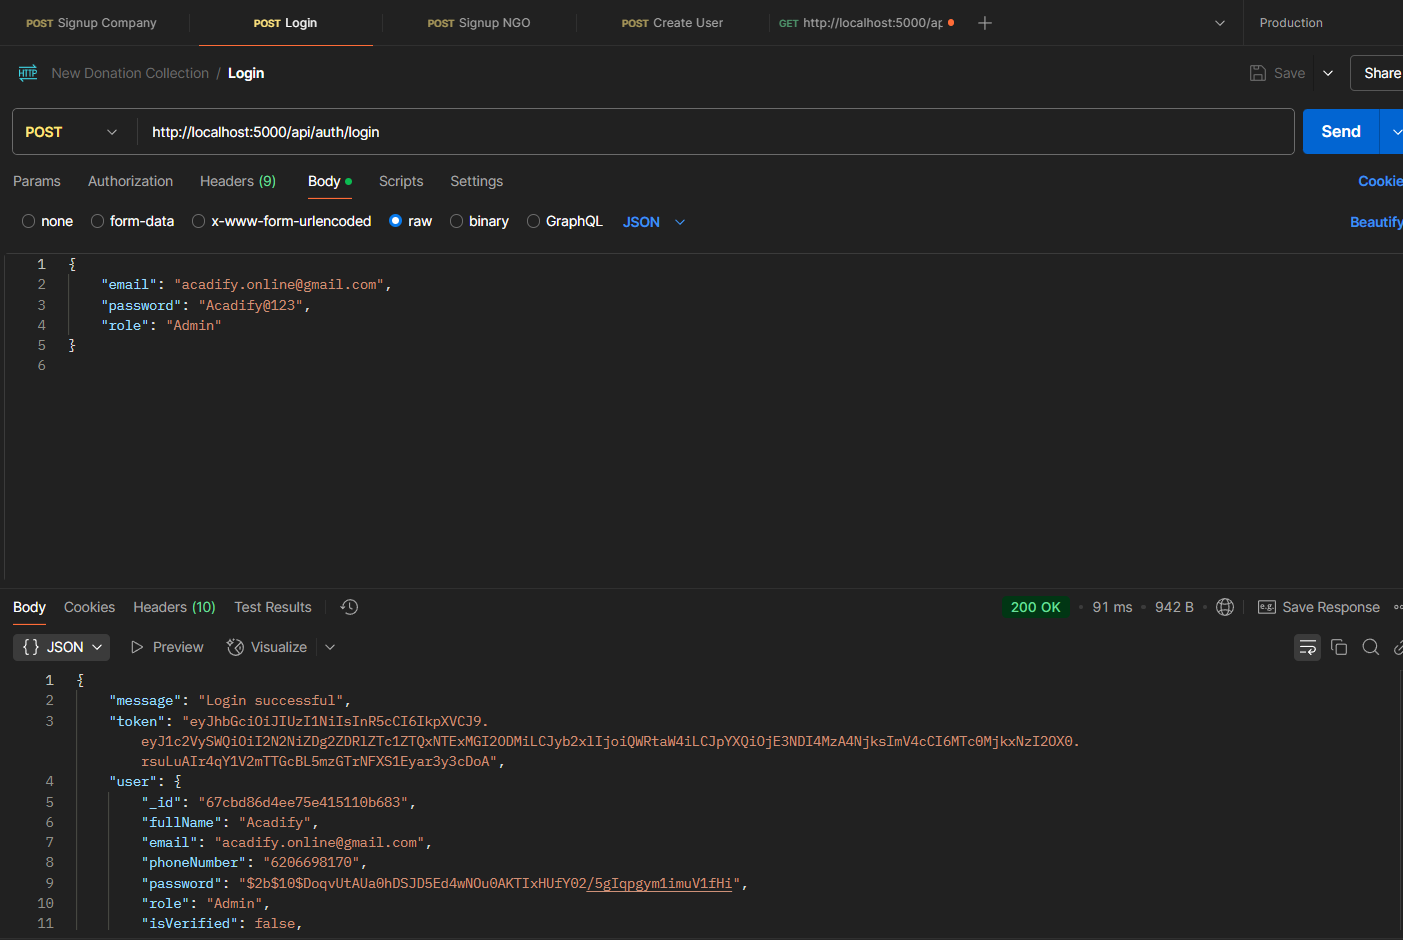 POST Signup Company
POST Login
POST Signup NGO
POST Create User
GET http://localhost:5000/ap
Production
HTTP New Donation Collection / Login
Save
Share
POST http://localhost:5000/api/auth/login
Send
Params Authorization Headers (9) Body Scripts Settings
Cookie
none form-data x-www-form-urlencoded raw binary GraphQL JSON
Beautify
1 {
2 "email": "acadify.online@gmail.com",
3 "password": "Acadify@123",
4 "role": "Admin"
5 }
6
Body Cookies Headers (10) Test Results
200 OK • 91 ms • 942 B
e.g. Save Response
{} JSON Preview Visualize
1 {
2 "message": "Login successful",
3 "token": "eyJhbGciOiJIUzI1NiIsInR5cCI6IkpXVCJ9.
eyJ1c2VySWQiOiI2N2NiZDg2ZDRlZTc1ZTQxNTExMGI2ODMiLCJyb2xlIjoiQWRtaW4iLCJpYXQiOjE3NDI4MzA4NjksImV4cCI6MTc0MjkxNzI2OX0.
rsuLuAIr4qY1V2mTTGcBL5mzGTrNFXS1Eyar3y3cDoA",
4 "user": {
5 "_id": "67cbd86d4ee75e415110b683",
6 "fullName": "Acadify",
7 "email": "acadify.online@gmail.com",
8 "phoneNumber": "6206698170",
9 "password": "$2b$10$DoqvUtAUa0hDSJD5Ed4wNOu0AKTIxHUfY02/5gIqpgym1imuV1fHi",
10 "role": "Admin",
11 "isVerified": false,